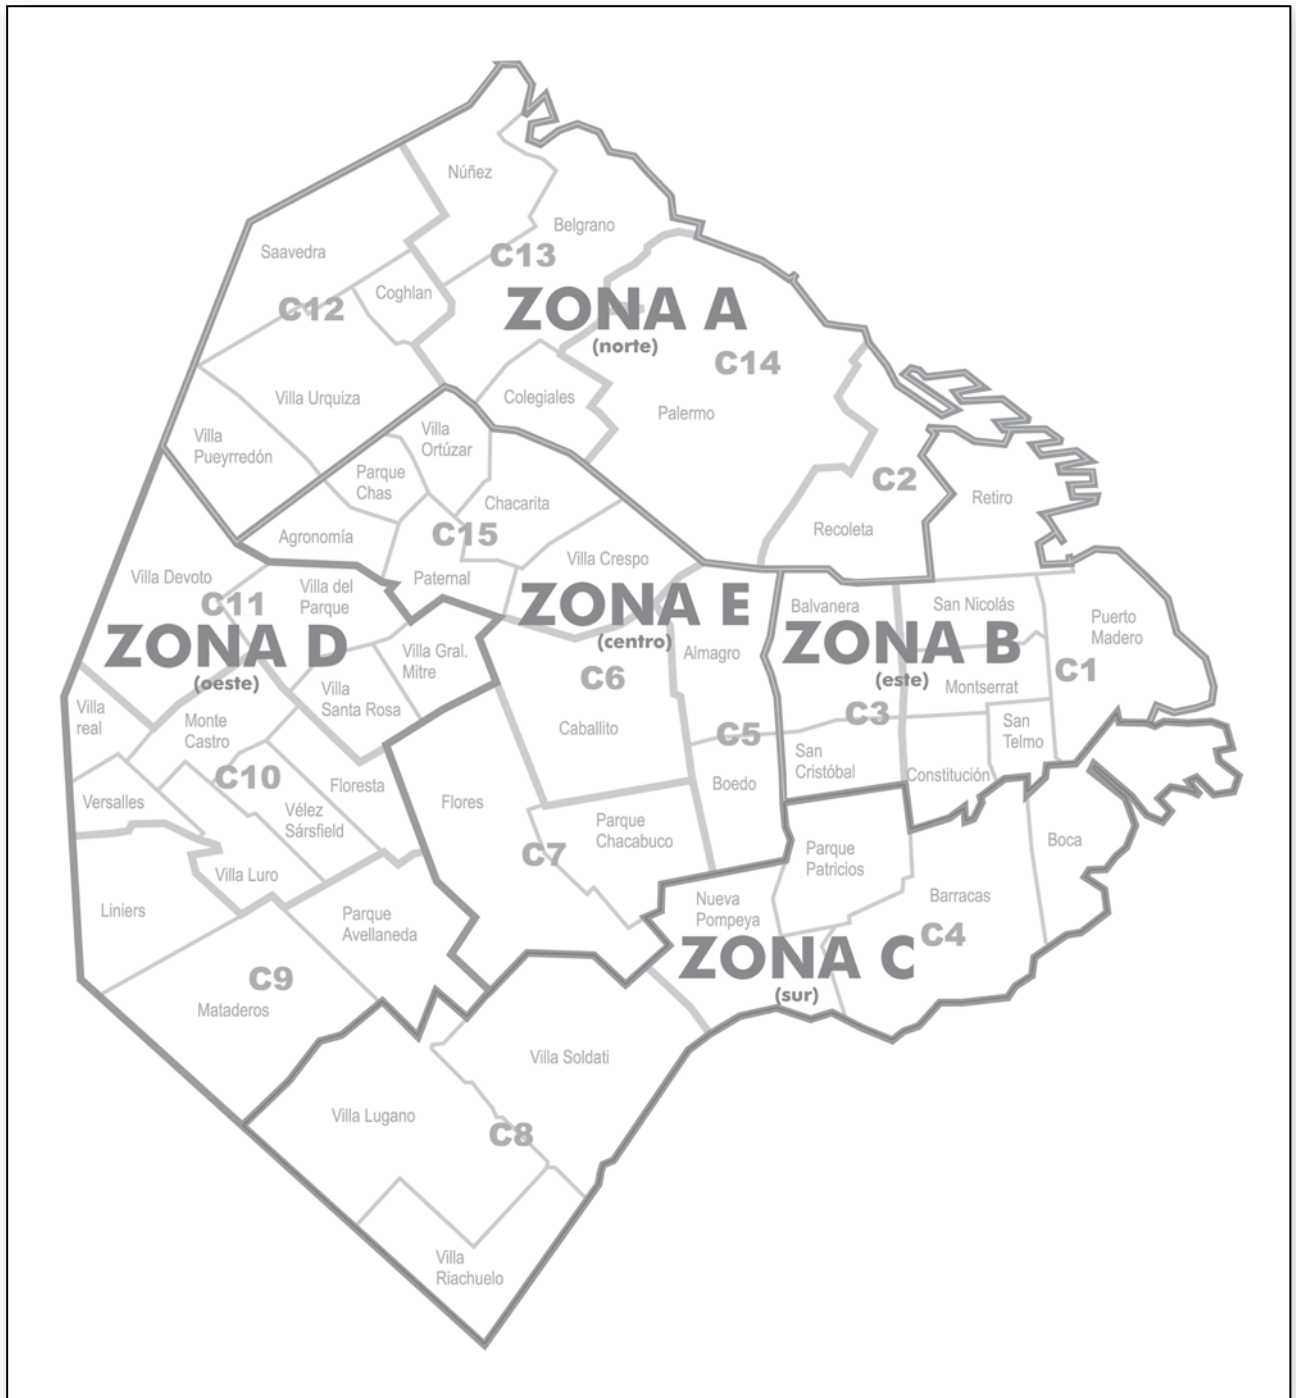 Núñez
Belgrano
Saavedra
C13
Coghlan
C12
ZONA A
(norte)
C14
Villa Urquiza
Colegiales
Palermo
Villa
Pueyrredón
Villa
Ortúzar
Parque
Chas
C2
Retiro
Chacarita
Recoleta
Agronomía
C15
Villa Crespo
Villa Devoto
Paternal
Villa del
Parque
C11
ZONA E
(centro)
Balvanera
San Nicolás
Puerto
Madero
ZONA D
(oeste)
Villa Gral.
Mitre
Almagro
ZONA B
(este)
C6
C1
Montserrat
Villa
Santa Rosa
Villa
real
Monte
Castro
Caballito
C5
C3
San
Telmo
San
Cristóbal
Constitución
C10
Floresta
Boedo
Versalles
Flores
Vélez
Sársfield
Parque
Chacabuco
Boca
C7
Parque
Patricios
Villa Luro
Liniers
Nueva
Pompeya
Barracas
Parque
Avellaneda
C4
ZONA C
(sur)
C9
Mataderos
Villa Soldati
Villa Lugano
C8
Villa
Riachuelo